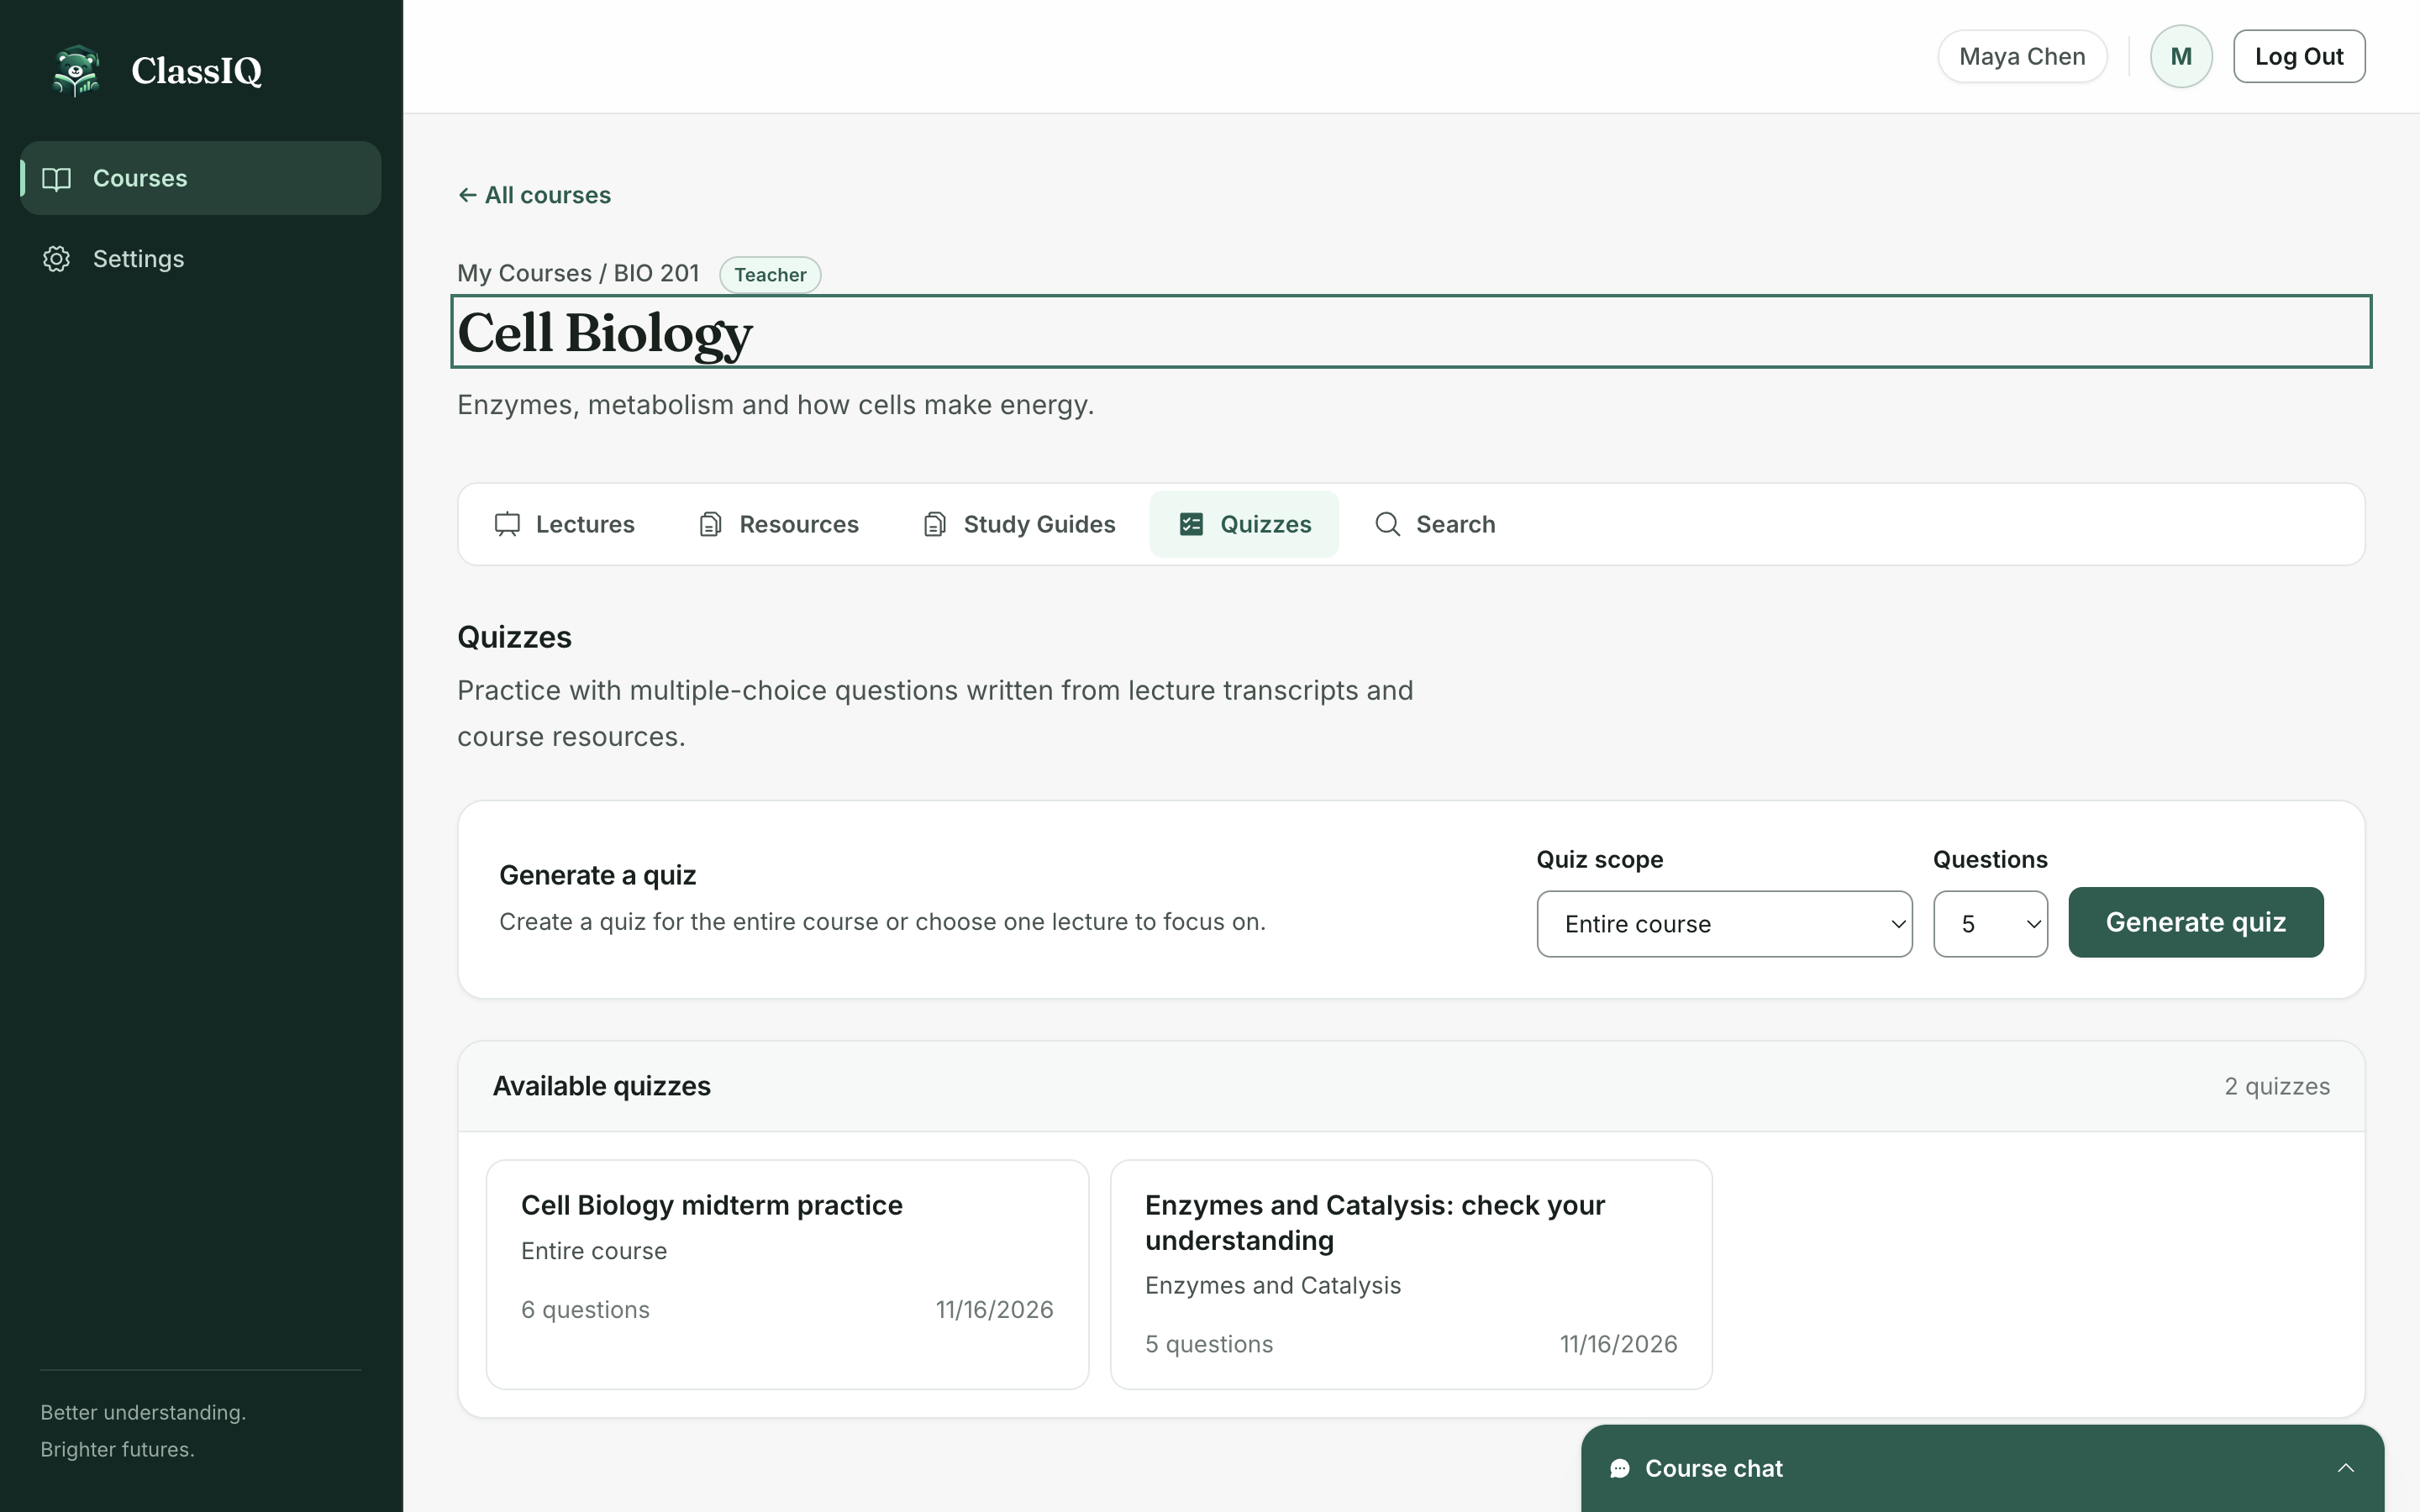 ClassIQ
Courses
Settings
Better understanding.
Brighter futures.
Maya Chen
M
Log Out
← All courses
My Courses / BIO 201 Teacher
Cell Biology
Enzymes, metabolism and how cells make energy.
Lectures
Resources
Study Guides
Quizzes
Search
Quizzes
Practice with multiple-choice questions written from lecture transcripts and
course resources.
Generate a quiz
Create a quiz for the entire course or choose one lecture to focus on.
Quiz scope
Entire course
Questions
5
Generate quiz
Available quizzes
2 quizzes
Cell Biology midterm practice
Entire course
6 questions 11/16/2026
Enzymes and Catalysis: check your
understanding
Enzymes and Catalysis
5 questions 11/16/2026
Course chat